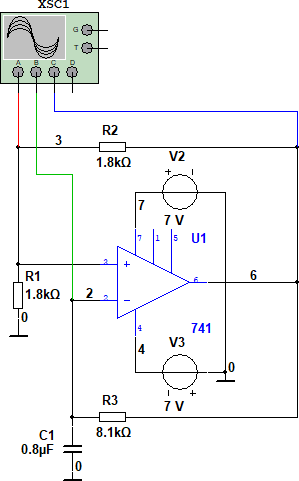 XSC1
G
T
A B C D
3
R2
1.8kΩ
V2
7
7 V
U1
7 1 5
3
R1
1.8kΩ
0
2
2
6
6
741
4
4
V3
0
7 V
R3
8.1kΩ
C1
0.8µF
0